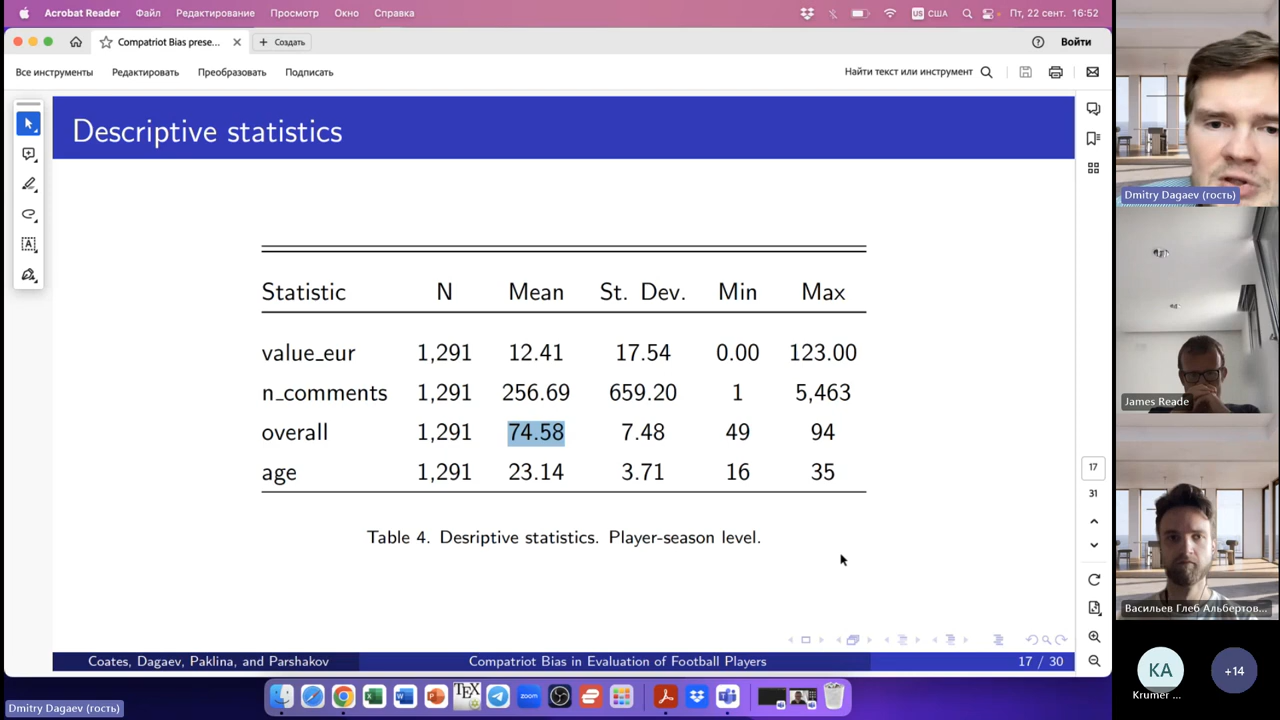 Acrobat Reader Файл Редактирование Просмотр Окно Справка США Пт, 22 сент. 16:52
Compatriot Bias prese... Создать Войти
Все инструменты Редактировать Преобразовать Подписать Найти текст или инструмент
Descriptive statistics
Statistic N Mean St. Dev. Min Max
value_eur 1,291 12.41 17.54 0.00 123.00
n_comments 1,291 256.69 659.20 1 5,463
overall 1,291 74.58 7.48 49 94
age 1,291 23.14 3.71 16 35
Table 4. Desriptive statistics. Player-season level.
17
31
Coates, Dagaev, Paklina, and Parshakov Compatriot Bias in Evaluation of Football Players 17 / 30
TEX
zoom
Dmitry Dagaev (гость)
Dmitry Dagaev (гость)
James Reade
Васильев Глеб Альбертов...
KA
Krumer ...
+14